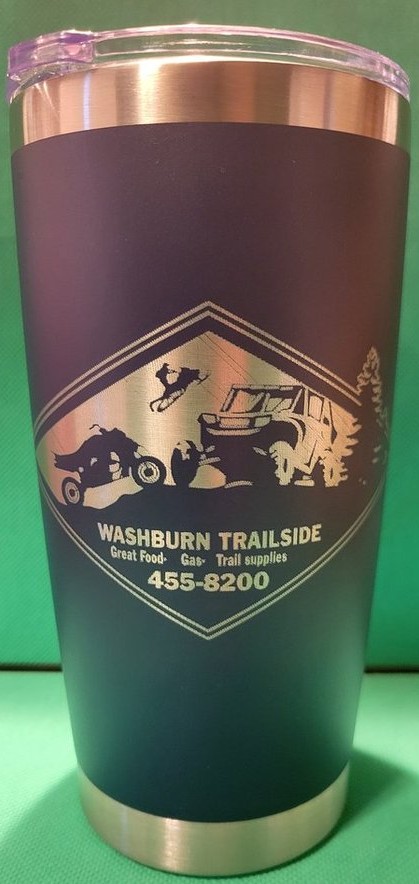 WASHBURN TRAILSIDE
Great Food- Gas- Trail supplies
455-8200